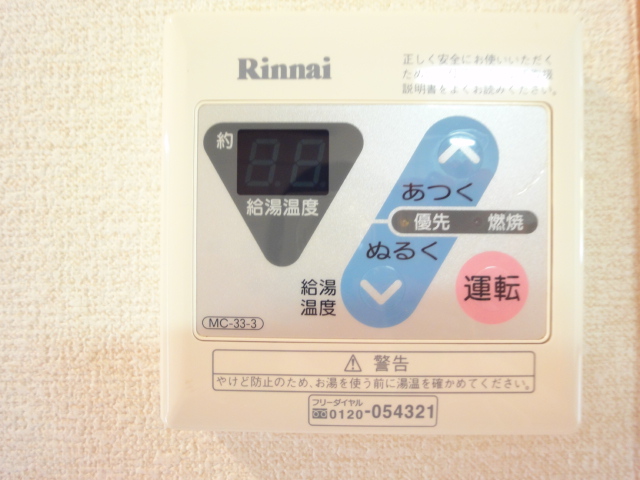 Rinnai
正しく安全にお使いいただく
ため
説明書をよくお読みください。
約
給湯温度
あつく
優先 燃焼
ぬるく
給湯
温度
運転
MC-33-3
警告
やけど防止のため、お湯を使う前に湯温を確かめてください。
フリーダイヤル
0120-054321